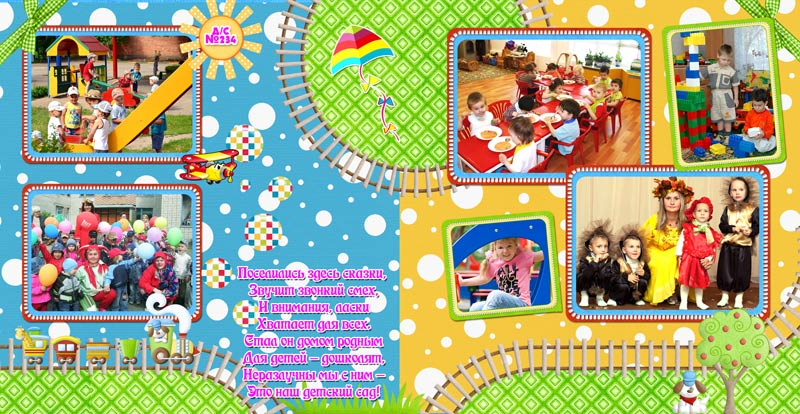 Д/С
№234
Поселились здесь сказки,
Звучит звонкий смех,
И внимания, ласки
Хватает для всех.
Стал он домом родным
Для детей – дошколят,
Неразлучны мы с ним –
Это наш детский сад!